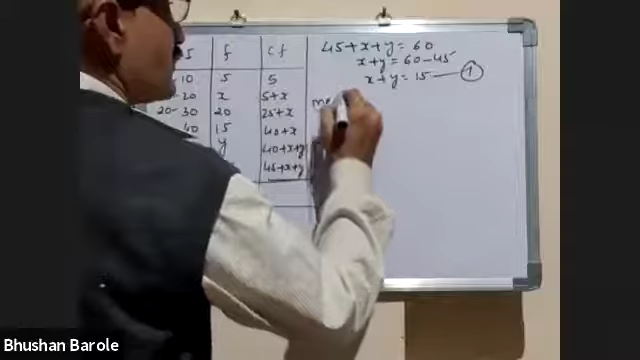 f cf
10 5 5
20 x 5+x
20-30 20 25+x
40 15 40+x
y 40+x+y
45+x+y
45+x+y=60
x+y=60-45
x+y=15 — 1
Bhushan Barole